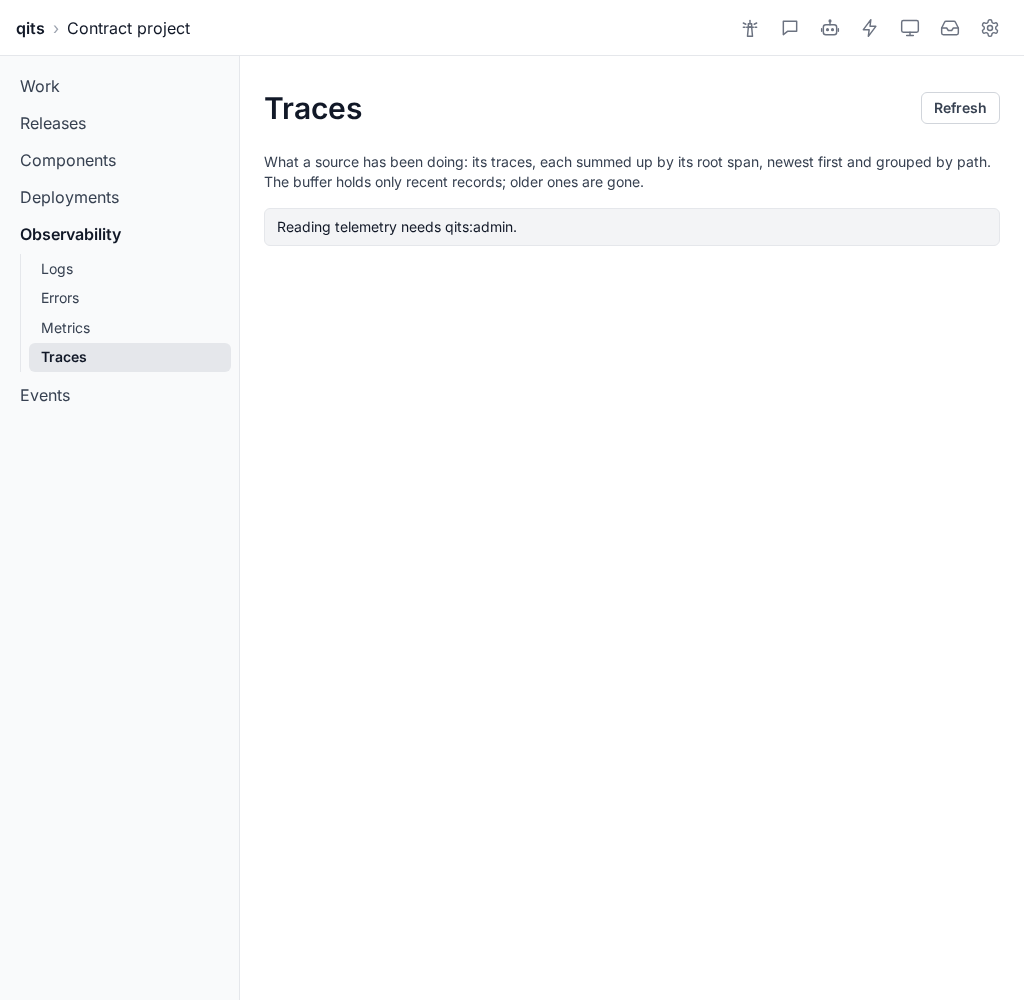 qits › Contract project
Work
Releases
Components
Deployments
Observability
Logs
Errors
Metrics
Traces
Events
Traces
Refresh
What a source has been doing: its traces, each summed up by its root span, newest first and grouped by path.
The buffer holds only recent records; older ones are gone.
Reading telemetry needs qits:admin.